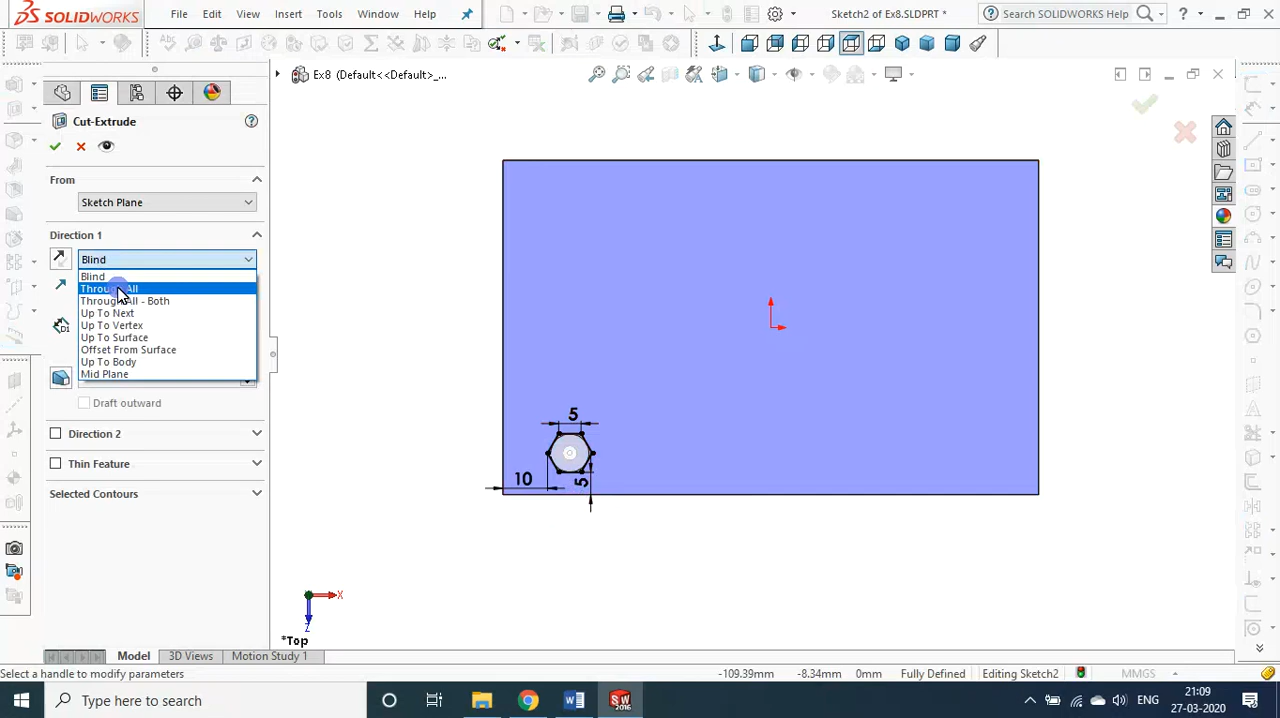 SOLIDWORKS
File
Edit
View
Insert
Tools
Window
Help
Sketch2 of Ex8.SLDPRT *
Search SOLIDWORKS Help
?
Ex8 (Default<<Default>_...
Cut-Extrude
From
Sketch Plane
Direction 1
Blind
Blind
Through All
Through All - Both
Up To Next
Up To Vertex
Up To Surface
Offset From Surface
Up To Body
Mid Plane
Draft outward
Direction 2
Thin Feature
Selected Contours
5
10
5
X
Z
*Top
Model
3D Views
Motion Study 1
Select a handle to modify parameters
-109.39mm
-8.34mm
0mm
Fully Defined
Editing Sketch2
MMGS
Type here to search
SW
2016
ENG
21:09
27-03-2020